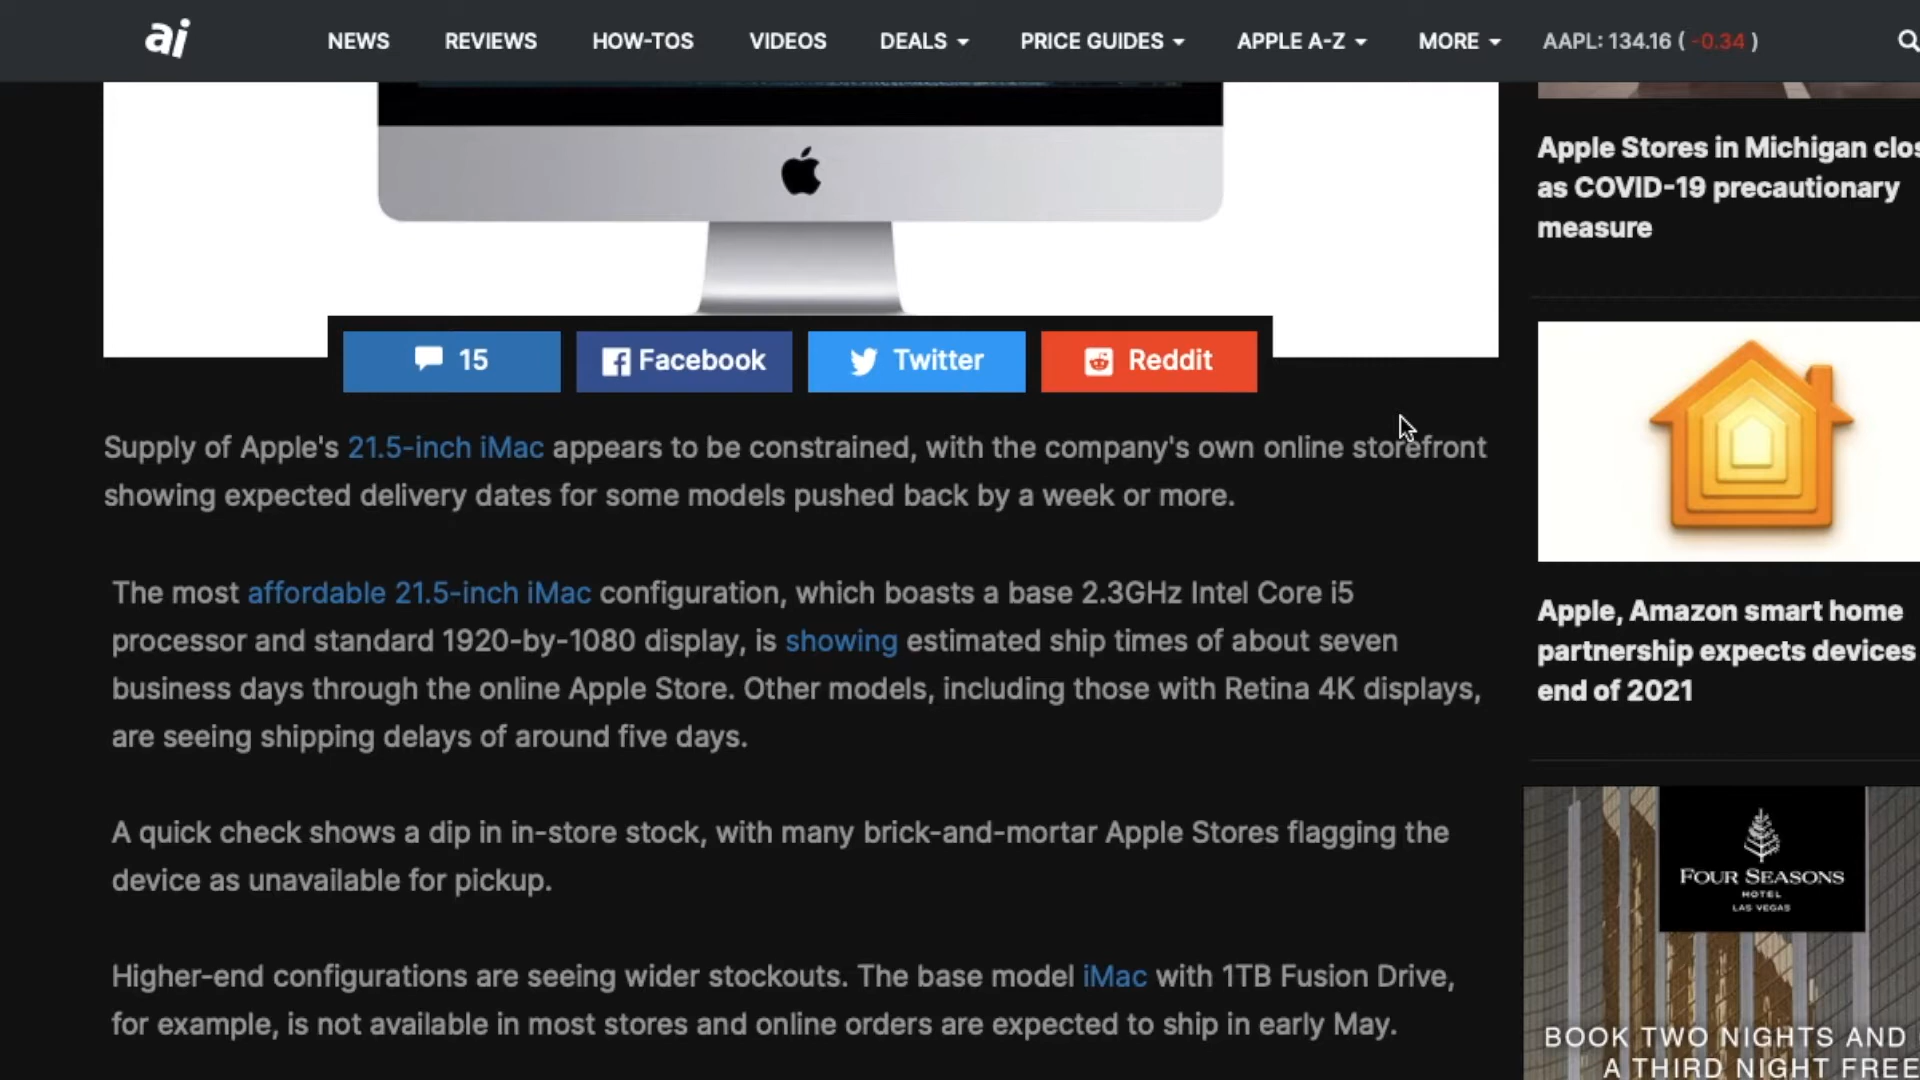 ai
NEWS
REVIEWS
HOW-TOS
VIDEOS
DEALS
PRICE GUIDES
APPLE A-Z
MORE
AAPL: 134.16 ( -0.34 )
15
Facebook
Twitter
Reddit
Supply of Apple's 21.5-inch iMac appears to be constrained, with the company's own online storefront
showing expected delivery dates for some models pushed back by a week or more.
The most affordable 21.5-inch iMac configuration, which boasts a base 2.3GHz Intel Core i5
processor and standard 1920-by-1080 display, is showing estimated ship times of about seven
business days through the online Apple Store. Other models, including those with Retina 4K displays,
are seeing shipping delays of around five days.
A quick check shows a dip in in-store stock, with many brick-and-mortar Apple Stores flagging the
device as unavailable for pickup.
Higher-end configurations are seeing wider stockouts. The base model iMac with 1TB Fusion Drive,
for example, is not available in most stores and online orders are expected to ship in early May.
Apple Stores in Michigan clos
as COVID-19 precautionary
measure
Apple, Amazon smart home
partnership expects devices
end of 2021
FOUR SEASONS
HOTEL
LAS VEGAS
BOOK TWO NIGHTS AND
A THIRD NIGHT FREE